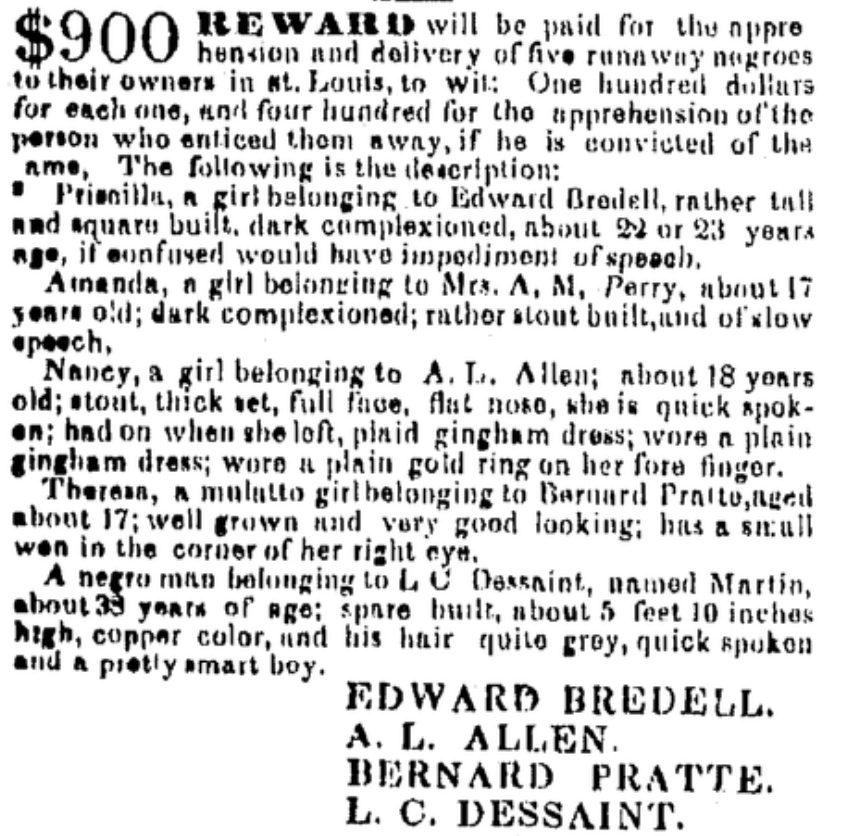 $900 REWARD will be paid for the appre
hension and delivery of five runaway negroes
to their owners in st. Louis, to wit: One hundred dollars
for each one, and four hundred for the apprehension of the
person who enticed them away, if he is convicted of the
ame, The following is the description:
Priscilla, a girl belonging to Edward Bredell, rather tall
and square built, dark complexioned, about 22 or 23 years
age, if confused would have impediment of speech.
Amanda, a girl belonging to Mrs. A. M. Perry, about 17
years old; dark complexioned; rather stout built, and of slow
speech,
Nancy, a girl belonging to A. L. Allen; about 18 years
old; stout, thick set, full face, flat nose, she is quick spok-
en; had on when she left, plaid gingham dress; wore a plain
gingham dress; wore a plain gold ring on her fore finger.
Theresa, a mulatto girl belonging to Bernard Pratte, aged
about 17; well grown and very good looking; has a small
wen in the corner of her right eye.
A negro man belonging to L C Dessaint, named Martin,
about years of age; spare built, about 5 feet 10 inches
high, copper color, and his hair quite grey, quick spoken
and a pretty smart boy.
EDWARD BREDELL.
A. L. ALLEN.
BERNARD PRATTE.
L. C. DESSAINT.